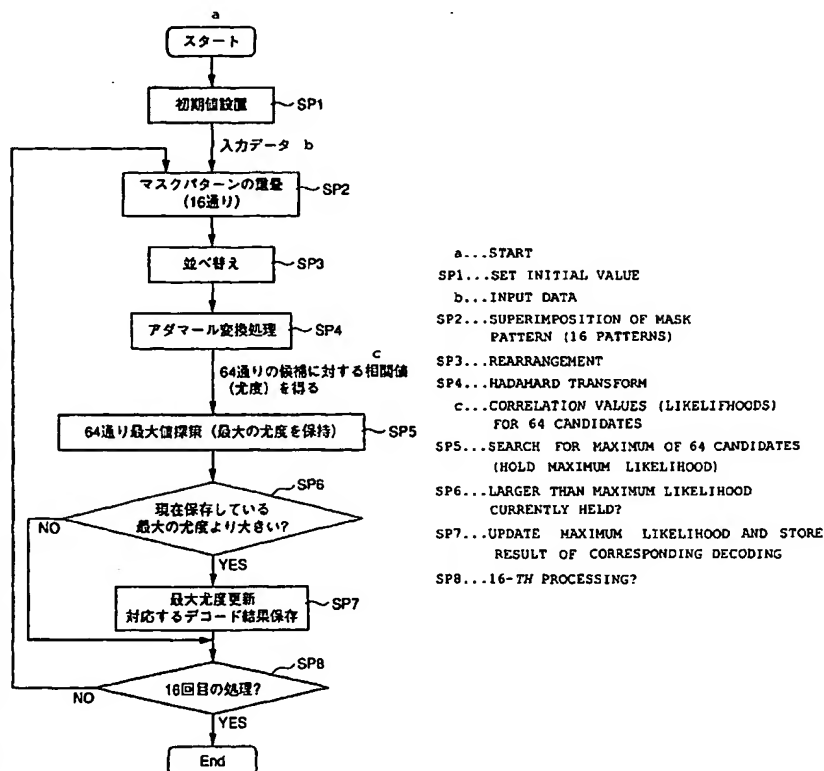 a
スタート
初期値設置
SP1
入力データ b
マスクパターンの重畳
(16通り)
SP2
並べ替え
SP3
アダマール変換処理
SP4
c
64通りの候補に対する相関値
(尤度)を得る
64通り最大値探索(最大の尤度を保持)
SP5
SP6
現在保存している
最大の尤度より大きい?
NO
YES
最大尤度更新
対応するデコード結果保存
SP7
SP8
16回目の処理?
NO
YES
End
a...START
SP1...SET INITIAL VALUE
b...INPUT DATA
SP2...SUPERIMPOSITION OF MASK
PATTERN (16 PATTERNS)
SP3...REARRANGEMENT
SP4...HADAMARD TRANSFORM
c...CORRELATION VALUES (LIKELIFHOODS)
FOR 64 CANDIDATES
SP5...SEARCH FOR MAXIMUM OF 64 CANDIDATES
(HOLD MAXIMUM LIKELIHOOD)
SP6...LARGER THAN MAXIMUM LIKELIHOOD
CURRENTLY HELD?
SP7...UPDATE MAXIMUM LIKELIHOOD AND STORE
RESULT OF CORRESPONDING DECODING
SP8...16-TH PROCESSING?